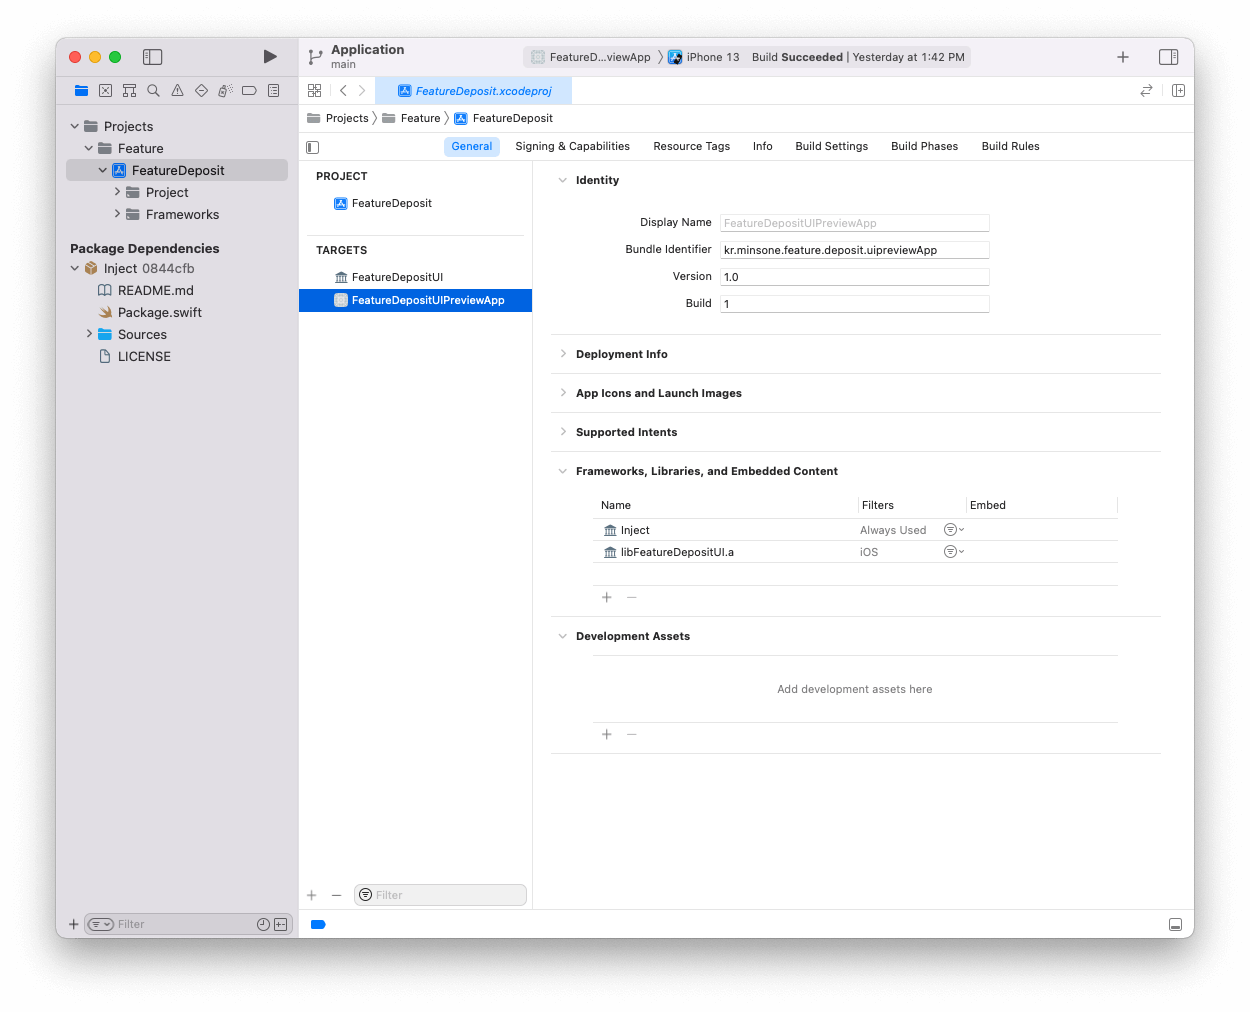 Application
main
FeatureD...viewApp
iPhone 13
Build Succeeded | Yesterday at 1:42 PM
FeatureDeposit.xcodeproj
Projects
Feature
FeatureDeposit
Projects
Feature
FeatureDeposit
Project
Frameworks
Package Dependencies
Inject 0844cfb
README.md
Package.swift
Sources
LICENSE
Filter
General
Signing & Capabilities
Resource Tags
Info
Build Settings
Build Phases
Build Rules
PROJECT
FeatureDeposit
TARGETS
FeatureDepositUI
FeatureDepositUIPreviewApp
Filter
Identity
Display Name
FeatureDepositUIPreviewApp
Bundle Identifier
kr.minsone.feature.deposit.uipreviewApp
Version
1.0
Build
1
Deployment Info
App Icons and Launch Images
Supported Intents
Frameworks, Libraries, and Embedded Content
Name
Filters
Embed
Inject
Always Used
libFeatureDepositUI.a
iOS
Development Assets
Add development assets here